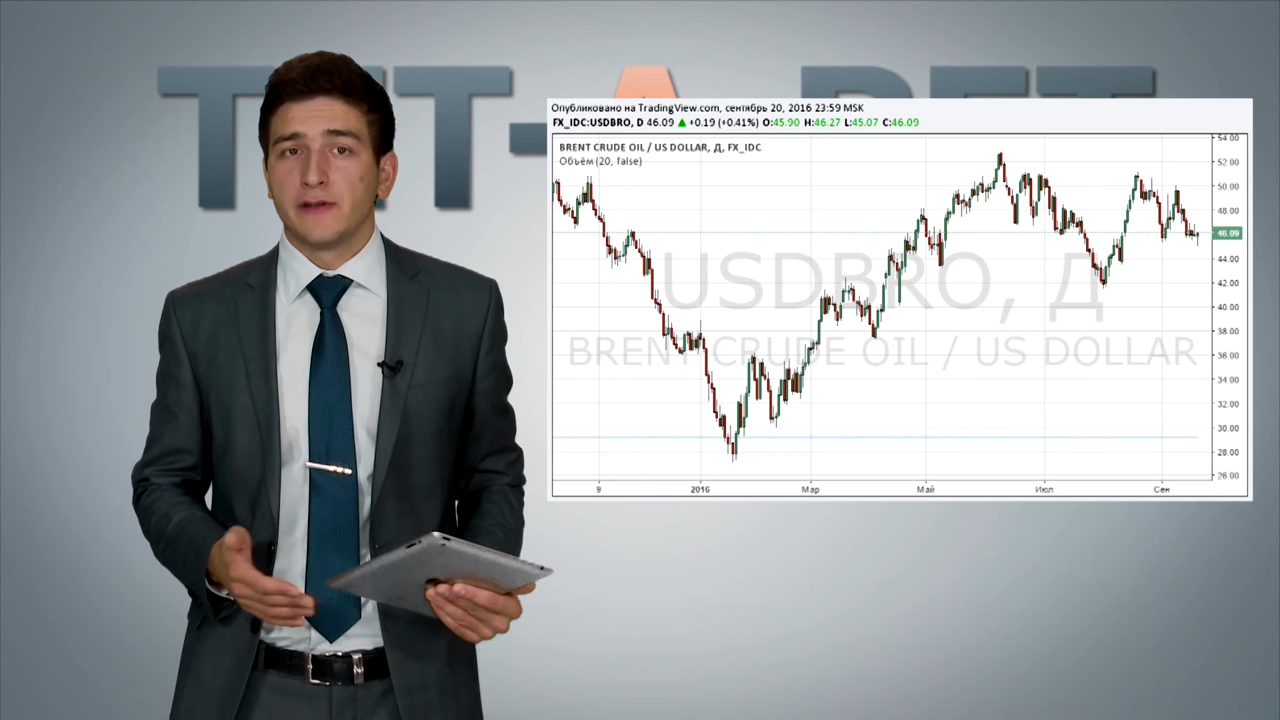 Опубликовано на TradingView.com, сентябрь 20, 2016 23:59 MSK
FX_IDC:USDBRO, D 46.09 ▲ +0.19 (+0.41%) O:45.90 H:46.27 L:45.07 C:46.09
BRENT CRUDE OIL / US DOLLAR, Д, FX_IDC
Объём (20, false)
54.00
52.00
50.00
48.00
46.09
44.00
42.00
40.00
38.00
36.00
34.00
32.00
30.00
28.00
26.00
USDBRO, Д
BRENT CRUDE OIL / US DOLLAR
9 2016 Мар Май Июл Сен